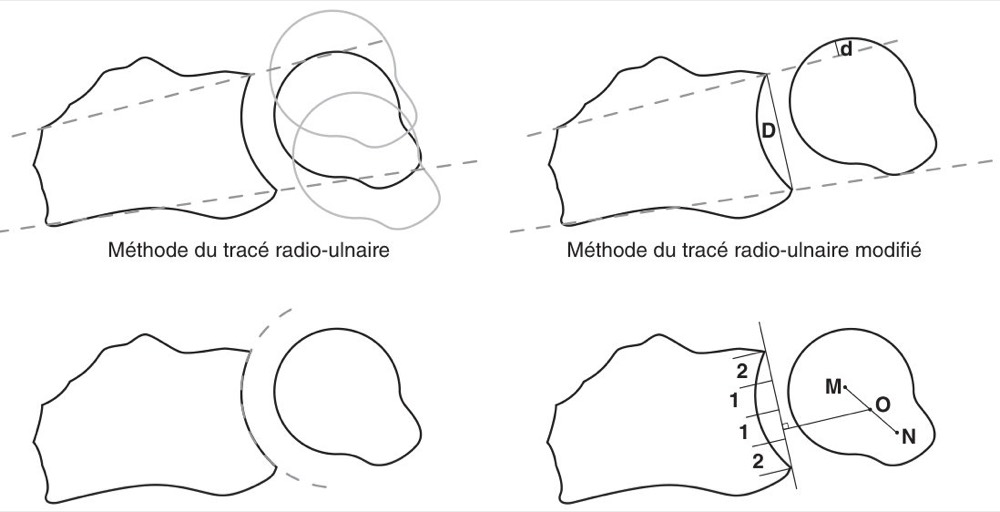 d
D
Méthode du tracé radio-ulnaire
Méthode du tracé radio-ulnaire modifié
2
1
1
2
M
O
N